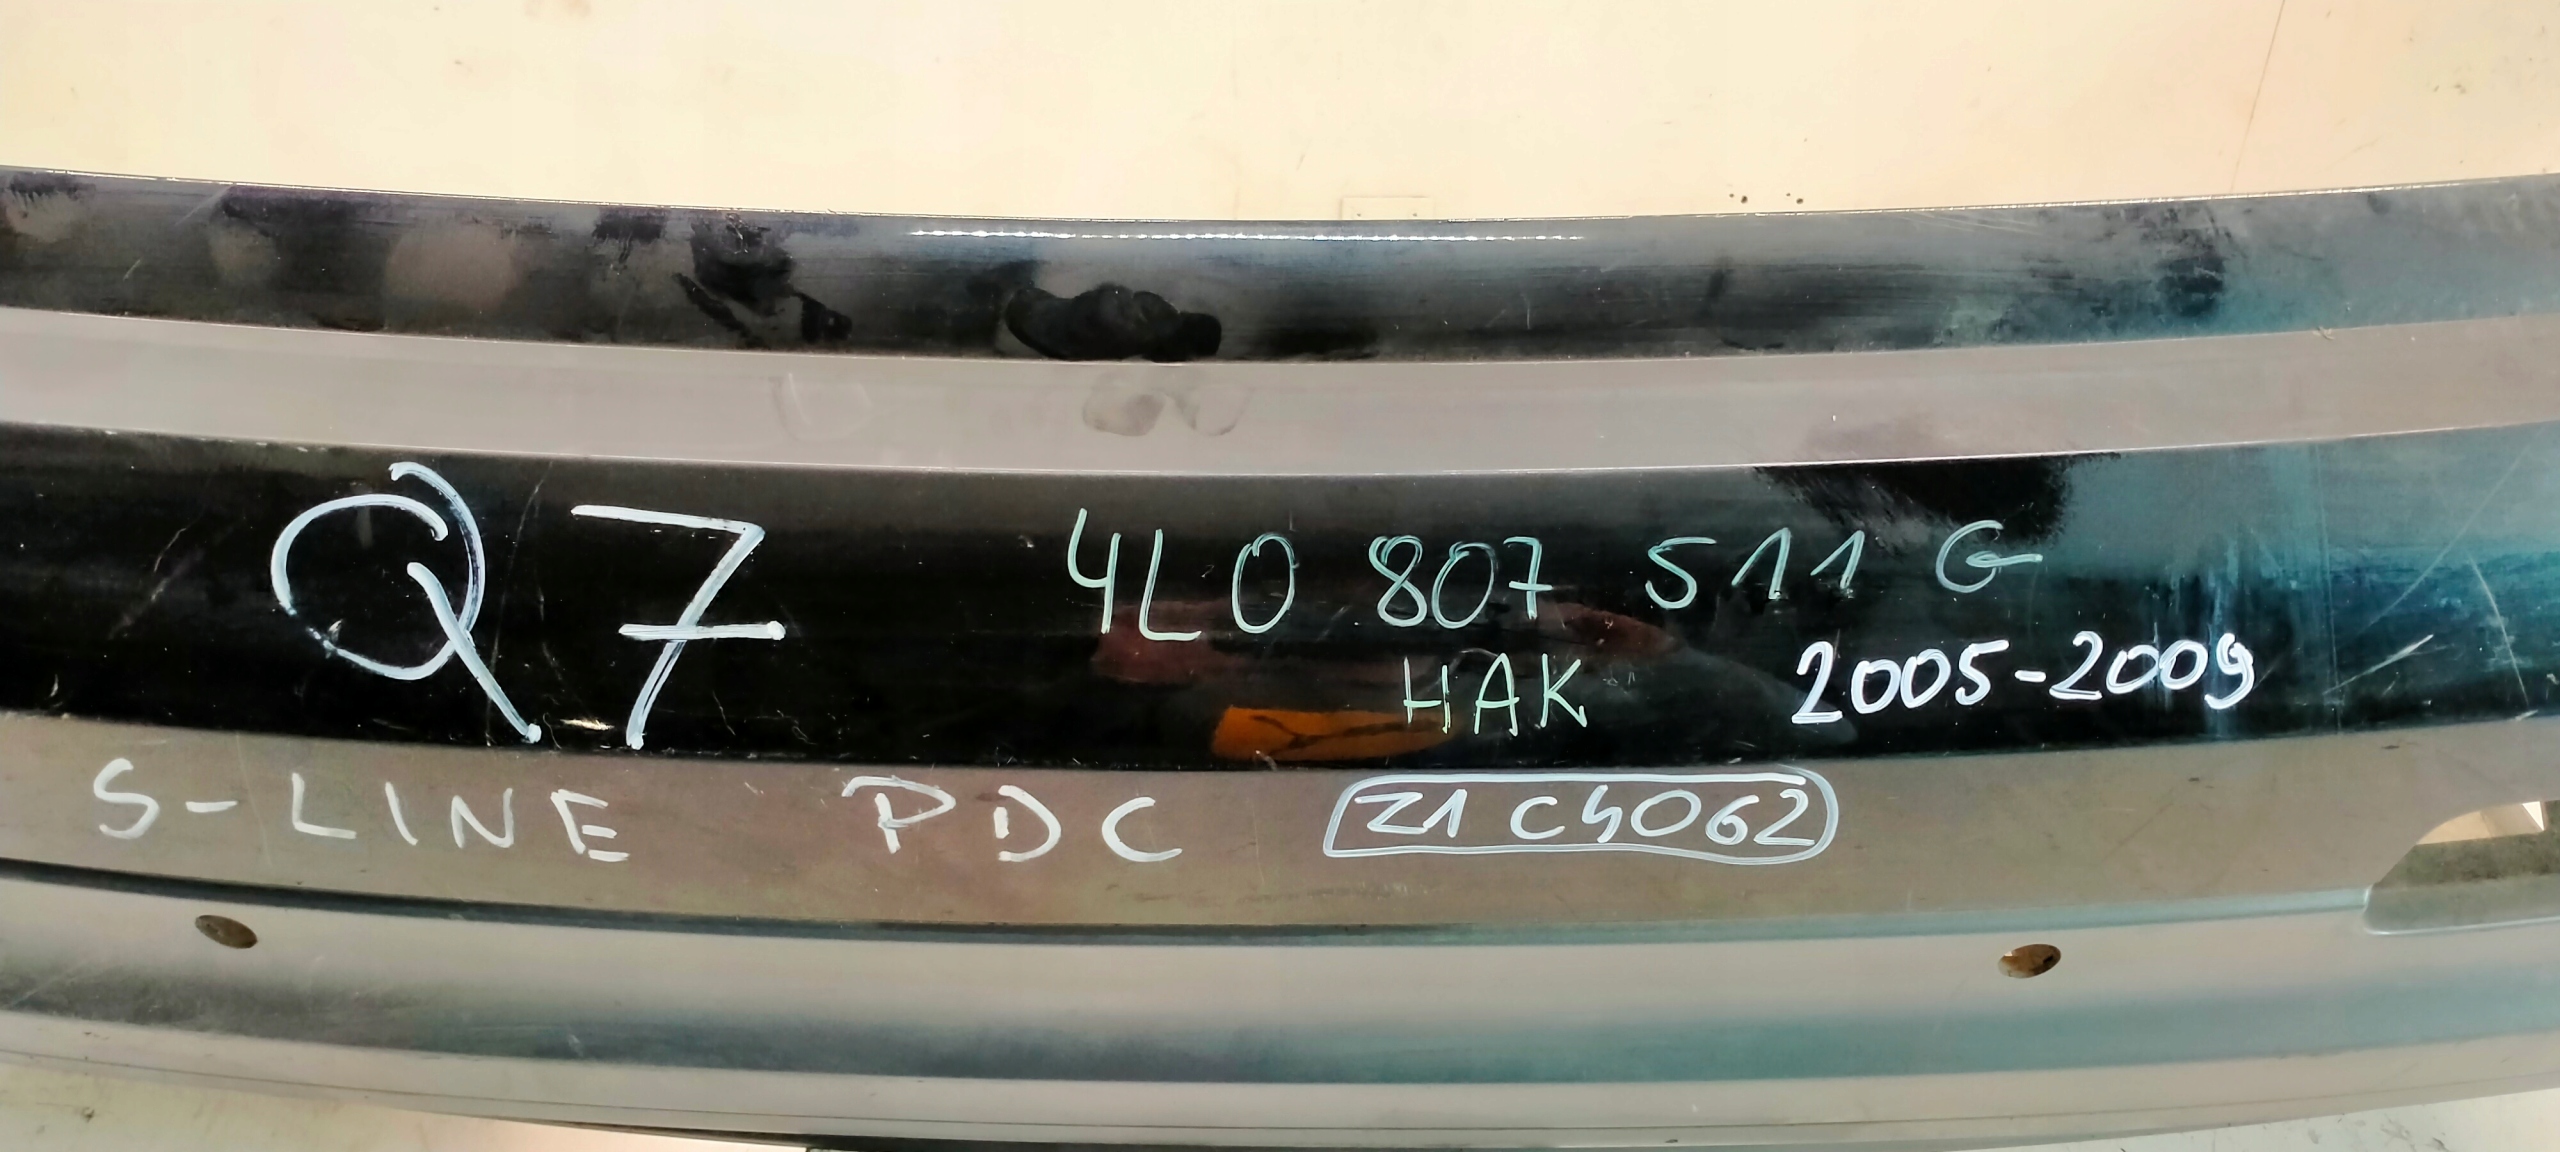 Q7
4L0 807 511 G
HAK
2005-2009
S-LINE PDC Z1C4062